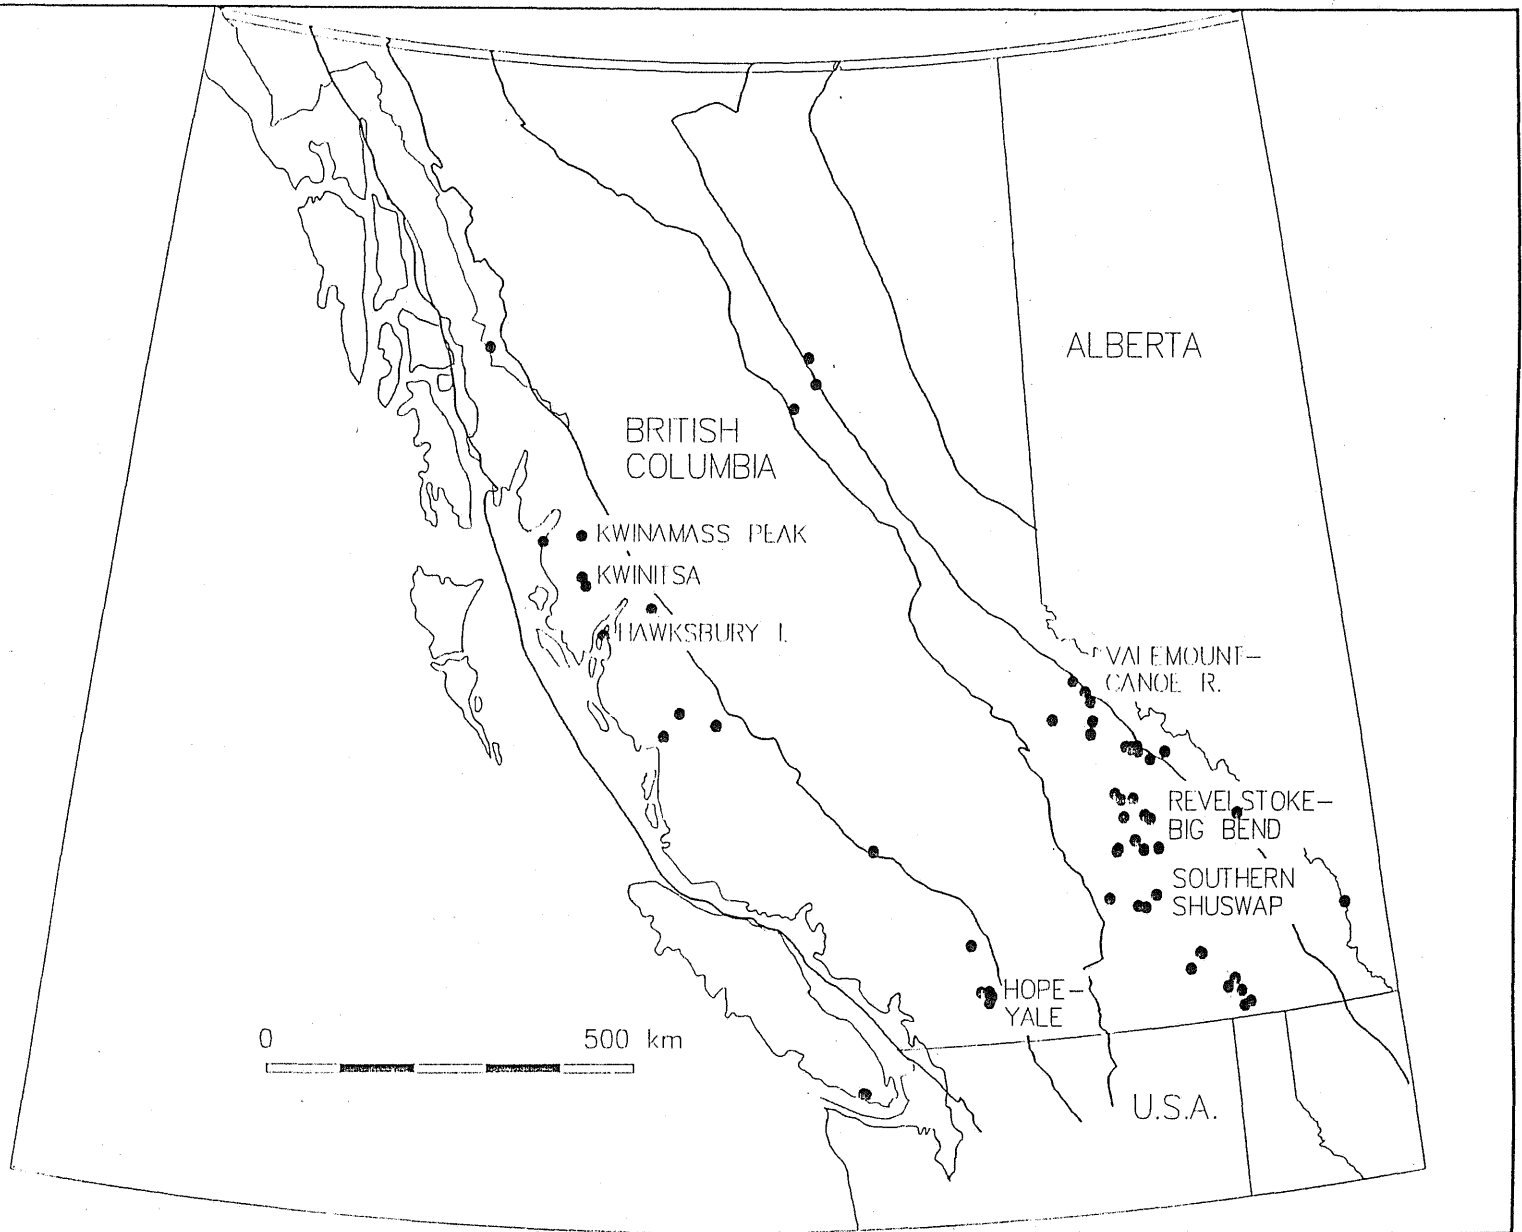 ALBERTA
BRITISH
COLUMBIA
KWINAMASS PEAK
KWINITSA
HAWKSBURY I.
VALEMOUNT-
CANOE R.
REVELSTOKE-
BIG BEND
SOUTHERN
SHUSWAP
HOPE-
YALE
0 500 km
U.S.A.